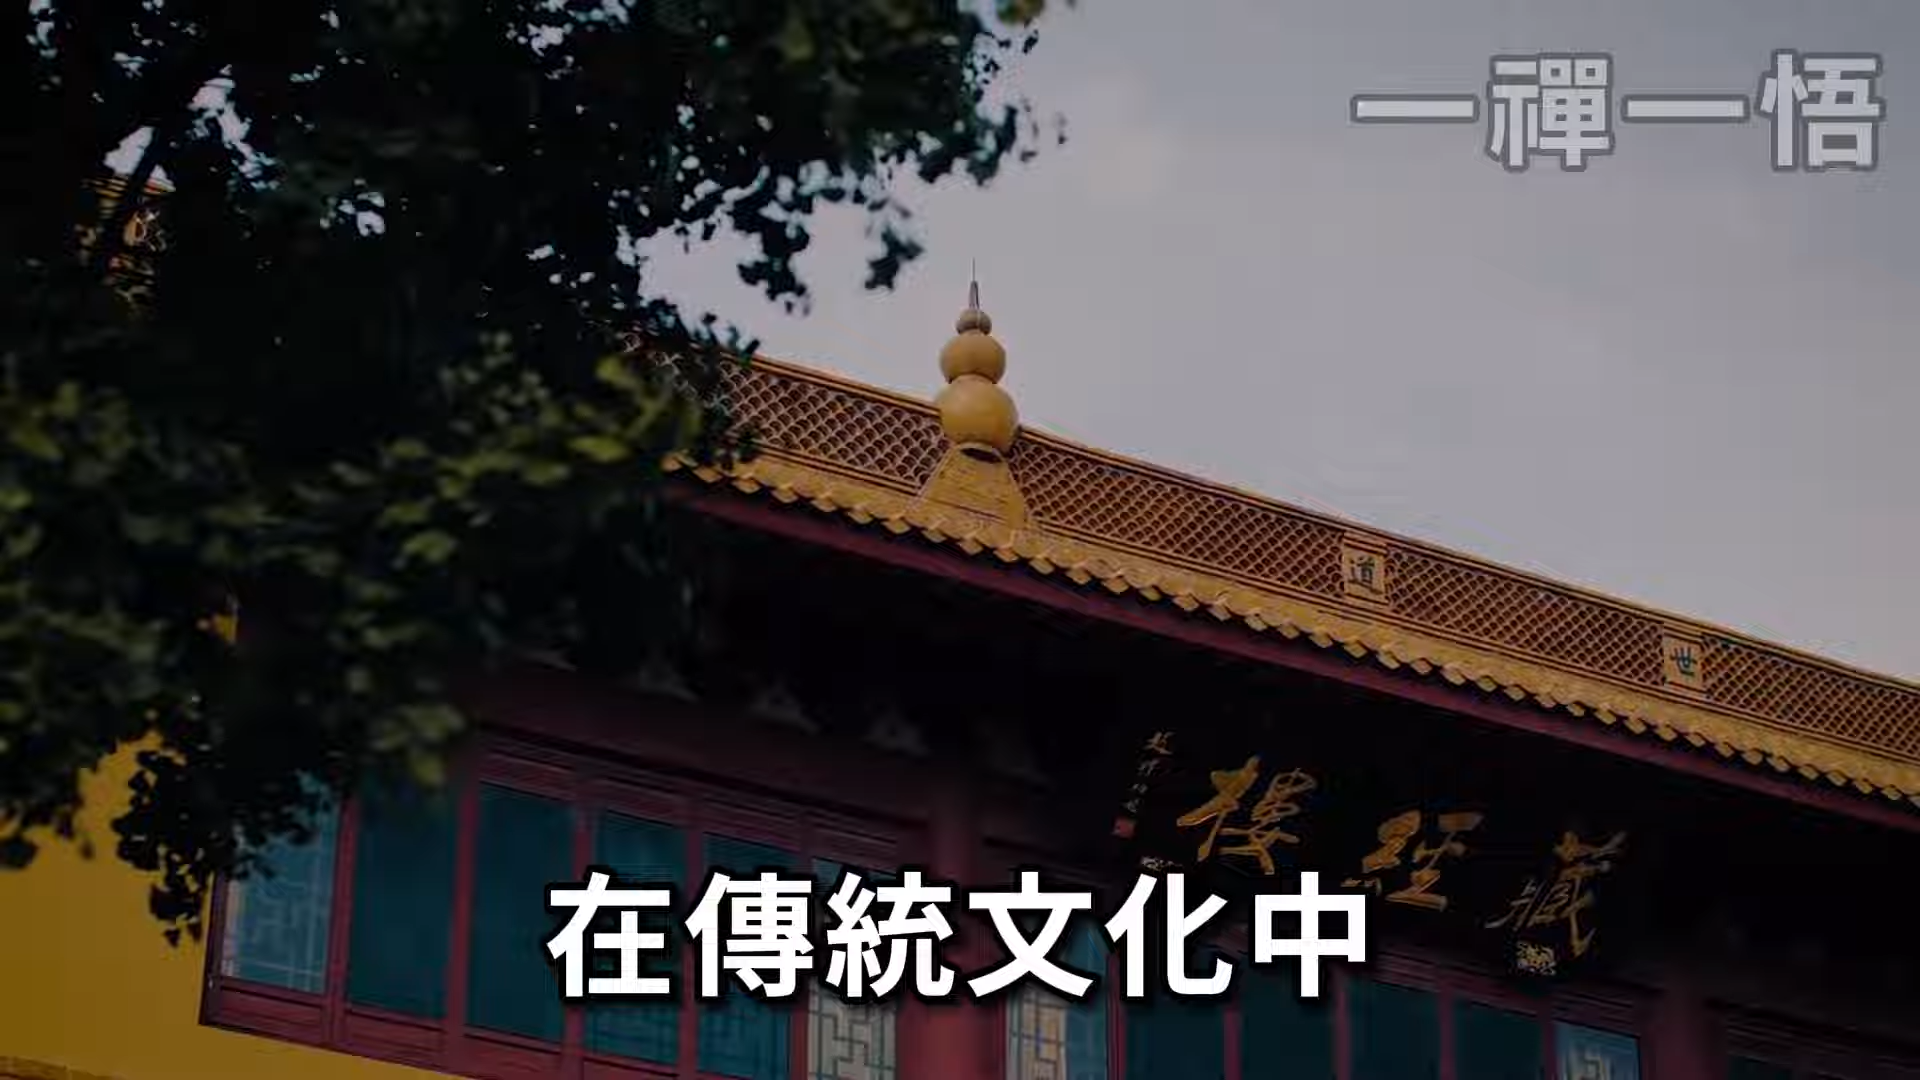 一禪一悟
道
世
藏經樓
在傳統文化中